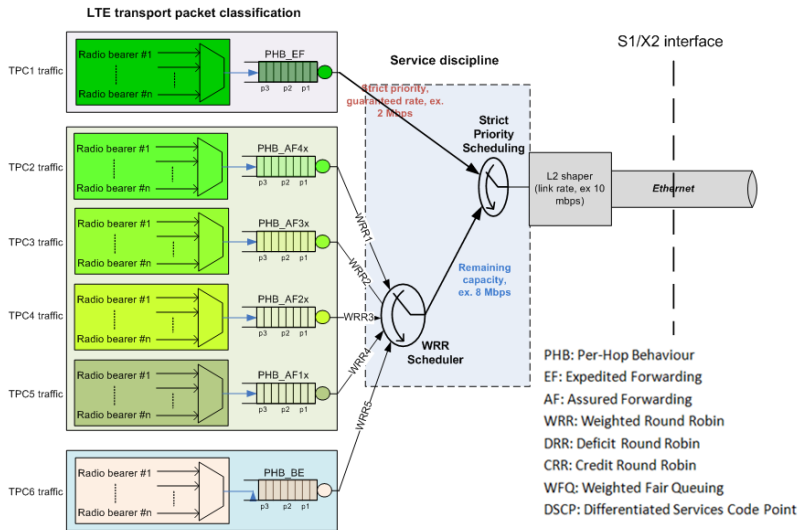 LTE transport packet classification
TPC1 traffic
Radio bearer #1
Radio bearer #n
PHB_EF
p3 p2 p1
Strict priority,
guaranteed rate, ex.
2 Mbps
Service discipline
Strict
Priority
Scheduling
S1/X2 interface
L2 shaper
(link rate, ex 10
mbps)
Ethernet
TPC2 traffic
Radio bearer #1
Radio bearer #n
PHB_AF4x
p3 p2 p1
WRR1
TPC3 traffic
Radio bearer #1
Radio bearer #n
PHB_AF3x
p3 p2 p1
WRR2
TPC4 traffic
Radio bearer #1
Radio bearer #n
PHB_AF2x
p3 p2 p1
WRR3
TPC5 traffic
Radio bearer #1
Radio bearer #n
PHB_AF1x
p3 p2 p1
WRR4
TPC6 traffic
Radio bearer #1
Radio bearer #n
PHB_BE
p3 p2 p1
WRR5
Remaining
capacity,
ex. 8 Mbps
WRR
Scheduler
PHB: Per-Hop Behaviour
EF: Expedited Forwarding
AF: Assured Forwarding
WRR: Weighted Round Robin
DRR: Deficit Round Robin
CRR: Credit Round Robin
WFQ: Weighted Fair Queuing
DSCP: Differentiated Services Code Point